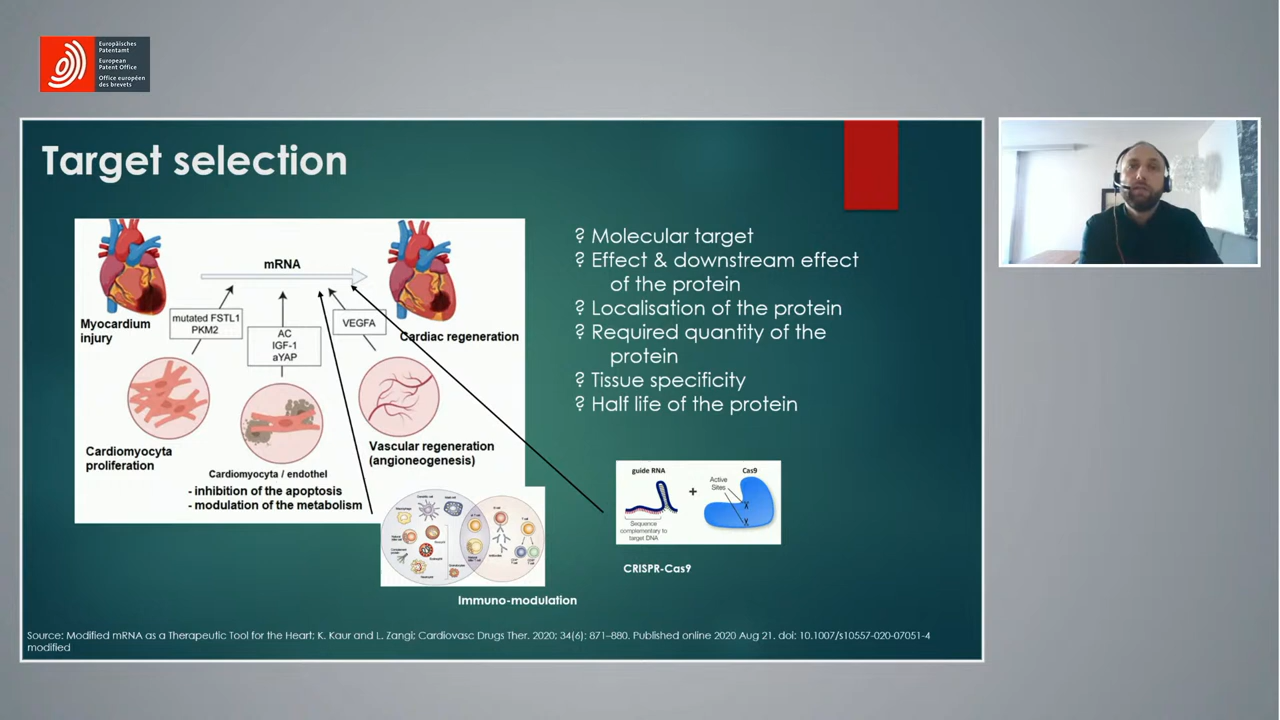 Europäisches
Patentamt
European
Patent Office
Office européen
des brevets
Target selection
mRNA
Myocardium
injury
mutated FSTL1
PKM2
AC
IGF-1
aYAP
VEGFA
Cardiac regeneration
Cardiomyocyta
proliferation
Cardiomyocyta / endothel
- inhibition of the apoptosis
- modulation of the metabolism
Vascular regeneration
(angioneogenesis)
? Molecular target
? Effect & downstream effect
of the protein
? Localisation of the protein
? Required quantity of the
protein
? Tissue specificity
? Half life of the protein
guide RNA
Cas9
Active
Sites
+
Sequence
complementary to
target DNA
CRISPR-Cas9
Immuno-modulation
Source: Modified mRNA as a Therapeutic Tool for the Heart; K. Kaur and L. Zangi; Cardiovasc Drugs Ther. 2020; 34(6): 871–880. Published online 2020 Aug 21. doi: 10.1007/s10557-020-07051-4
modified